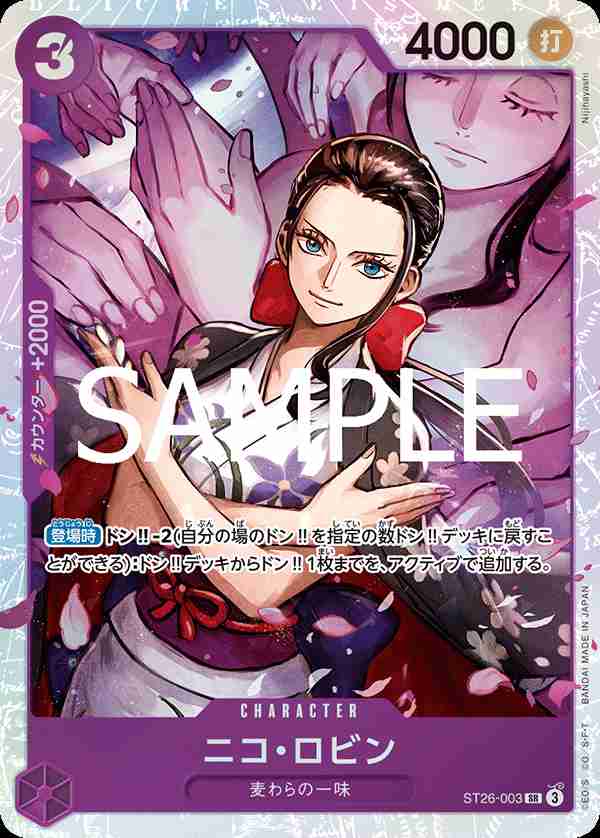 3
4000
打
Nijihayashi
カウンター +2000
SAMPLE
登場時 ドン!!-2(自分の場のドン!!を指定の数ドン!!デッキに戻すこ
とができる):ドン!!デッキからドン!!1枚までを、アクティブで追加する。
BANDAI MADE IN JAPAN
©E.O/S. ©O/S･F･T
CHARACTER
ニコ・ロビン
麦わらの一味
ST26-003 SR 3